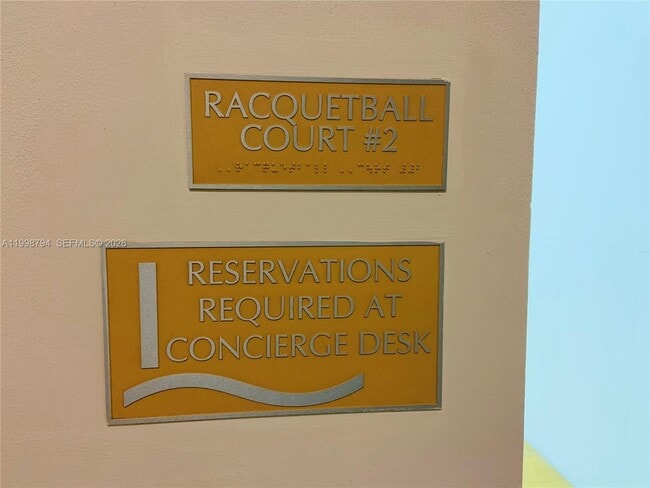 RACQUETBALL
COURT #2
A11998794 SEFMLS© 2026
RESERVATIONS
REQUIRED AT
CONCIERGE DESK